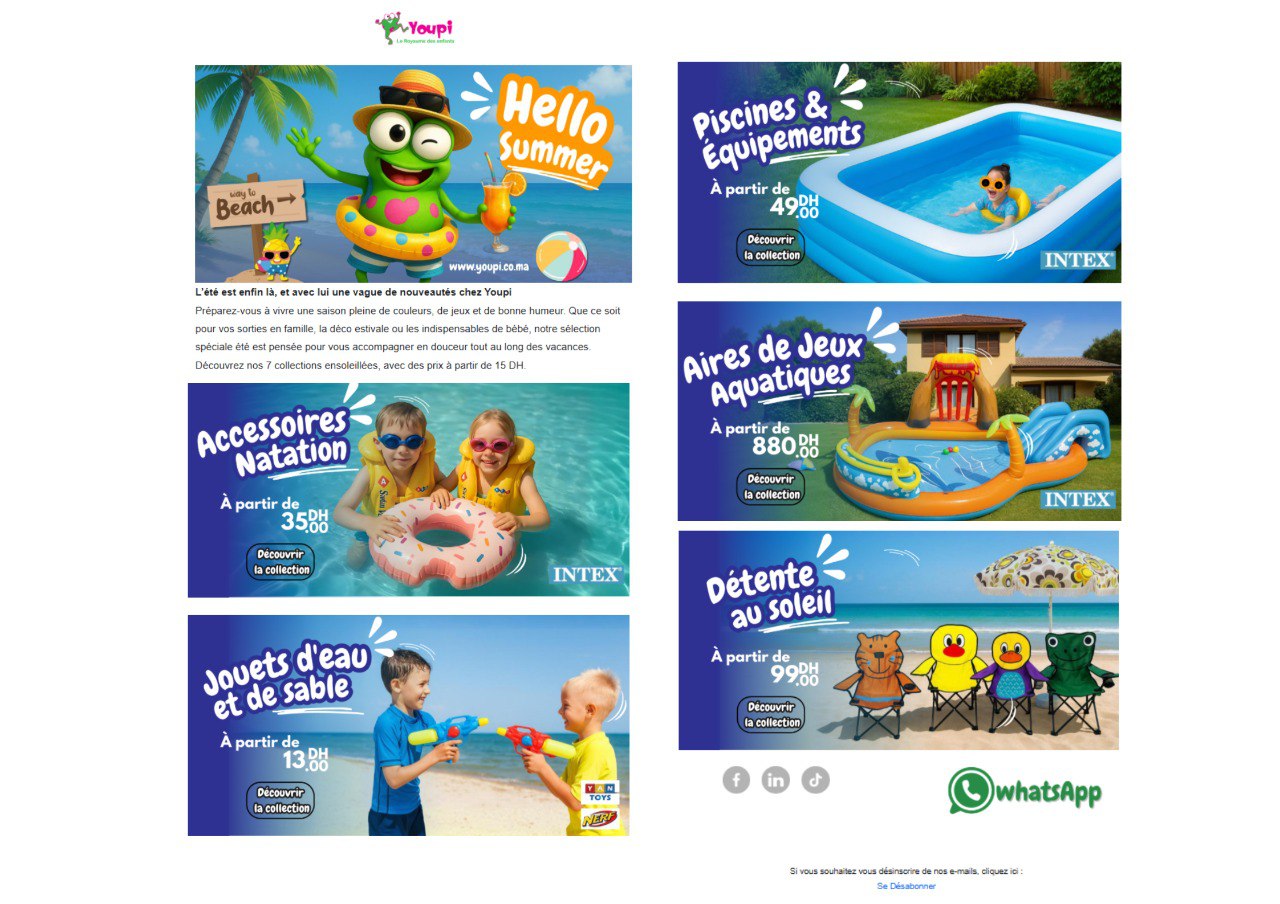 Youpi
Le Royaume des enfants
Hello
Summer
way to
Beach
www.youpi.co.ma
L'été est enfin là, et avec lui une vague de nouveautés chez Youpi
Préparez-vous à vivre une saison pleine de couleurs, de jeux et de bonne humeur. Que ce soit
pour vos sorties en famille, la déco estivale ou les indispensables de bébé, notre sélection
spéciale été est pensée pour vous accompagner en douceur tout au long des vacances.
Découvrez nos 7 collections ensoleillées, avec des prix à partir de 15 DH.
Accessoires
Natation
À partir de
35.00 DH
Découvrir
la collection
INTEX
Jouets d'eau
et de sable
À partir de
13.00 DH
Découvrir
la collection
YAN
TOYS
NERF
Piscines &
Équipements
À partir de
49.00 DH
Découvrir
la collection
INTEX
Aires de Jeux
Aquatiques
À partir de
880.00 DH
Découvrir
la collection
INTEX
Détente
au soleil
À partir de
99.00 DH
Découvrir
la collection
f in
whatsApp
Si vous souhaitez vous désinscrire de nos e-mails, cliquez ici :
Se Désabonner